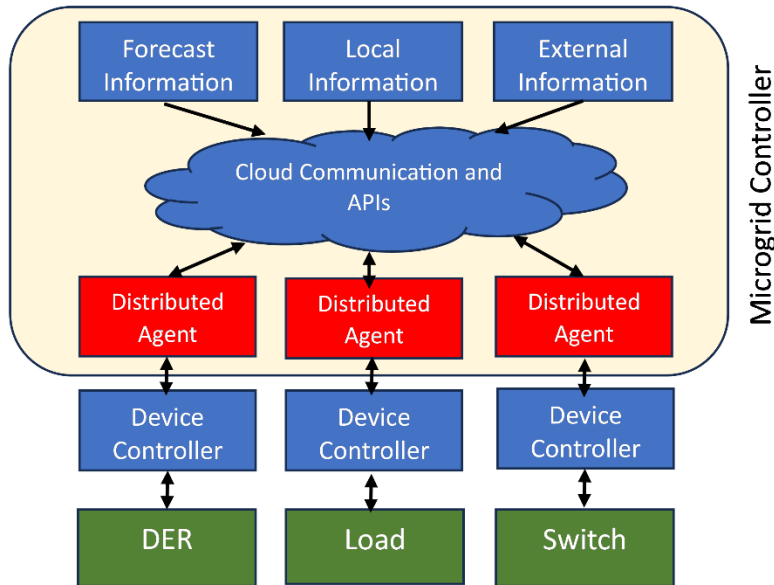 Forecast
Information
Local
Information
External
Information
Cloud Communication and
APIs
Distributed
Agent
Distributed
Agent
Distributed
Agent
Device
Controller
Device
Controller
Device
Controller
DER
Load
Switch
Microgrid Controller